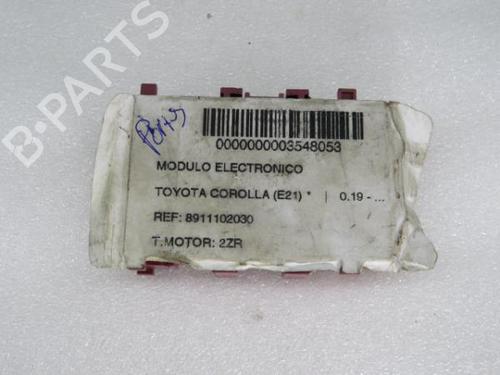 B-PARTS
0000000003548053
MODULO ELECTRONICO
TOYOTA COROLLA (E21) * | 0.19 - ...
REF: 8911102030
T.MOTOR: 2ZR